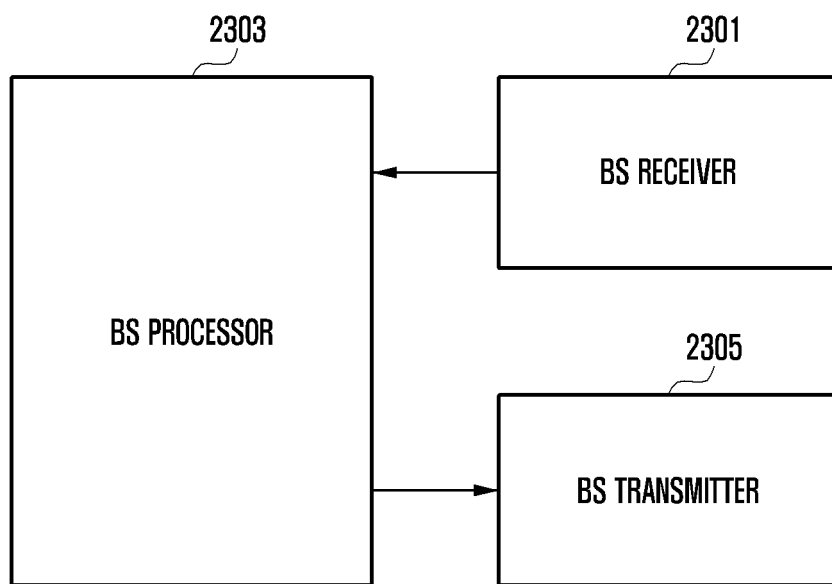 2303
2301
BS RECEIVER
BS PROCESSOR
2305
BS TRANSMITTER